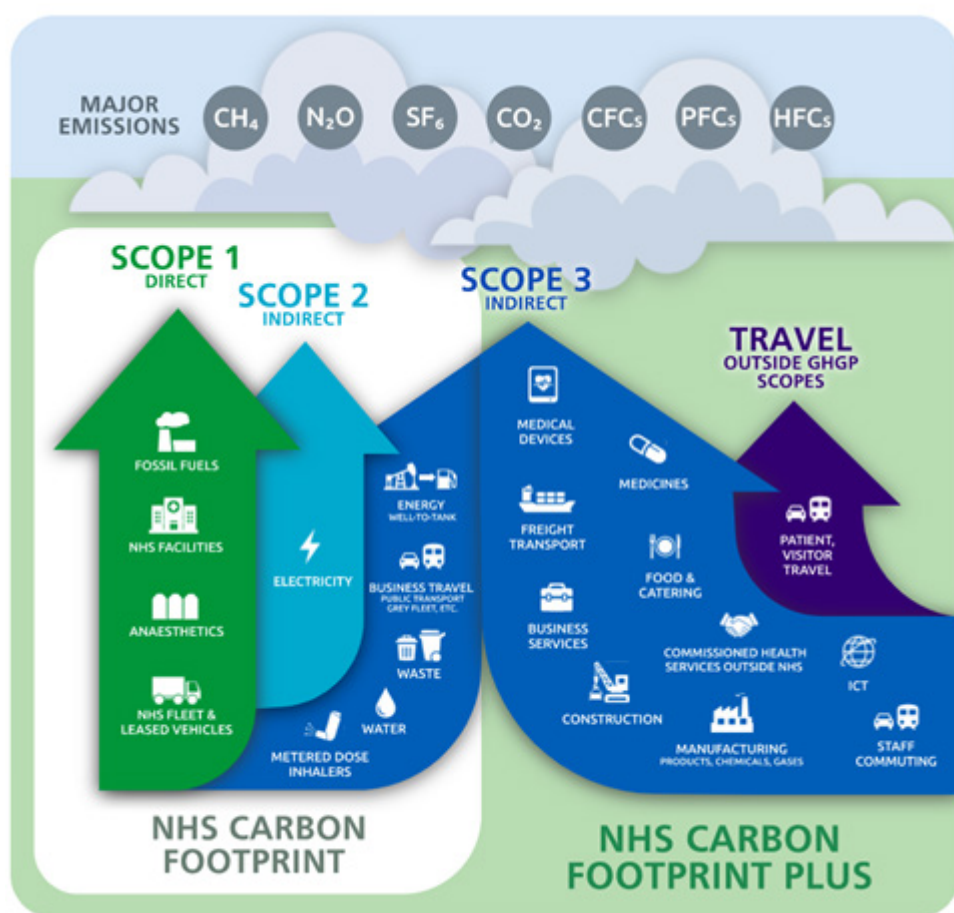 MAJOR
EMISSIONS
CH₄
N₂O
SF₆
CO₂
CFCs
PFCs
HFCs
SCOPE 1
DIRECT
FOSSIL FUELS
NHS FACILITIES
ANAESTHETICS
NHS FLEET &
LEASED VEHICLES
SCOPE 2
INDIRECT
ELECTRICITY
SCOPE 3
INDIRECT
ENERGY
WELL-TO-TANK
BUSINESS TRAVEL
PUBLIC TRANSPORT
GREY FLEET, ETC.
WASTE
WATER
METERED DOSE
INHALERS
MEDICAL
DEVICES
MEDICINES
FREIGHT
TRANSPORT
FOOD &
CATERING
BUSINESS
SERVICES
COMMISSIONED HEALTH
SERVICES OUTSIDE NHS
ICT
CONSTRUCTION
MANUFACTURING
PRODUCTS, CHEMICALS, GASES
STAFF
COMMUTING
TRAVEL
OUTSIDE GHGP
SCOPES
PATIENT,
VISITOR
TRAVEL
NHS CARBON
FOOTPRINT
NHS CARBON
FOOTPRINT PLUS